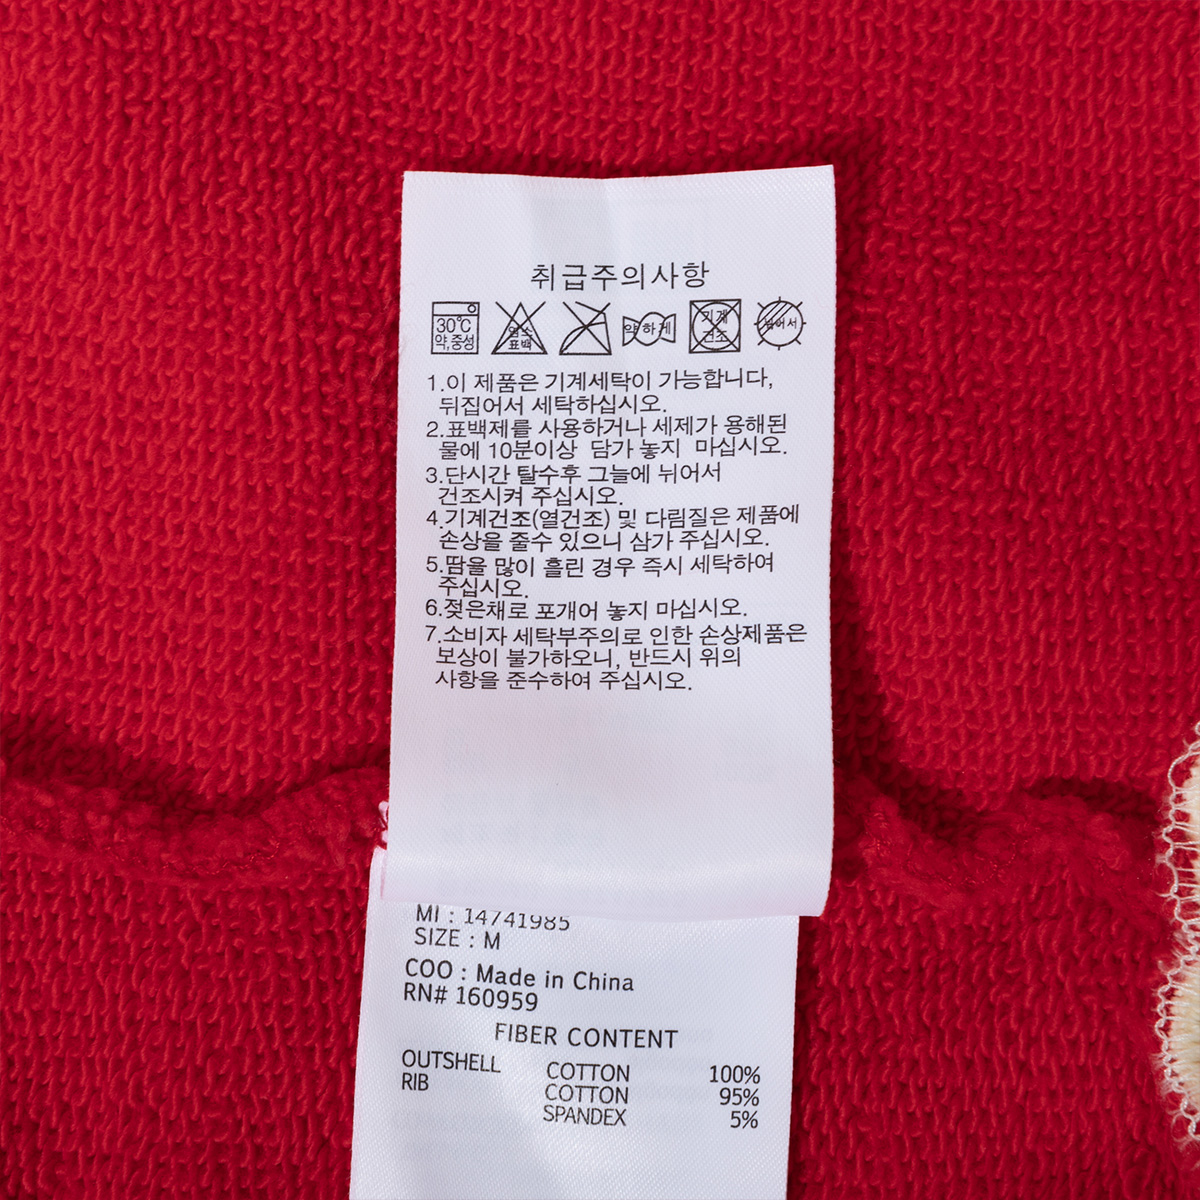 취급주의사항
30℃
약,중성
염소
표백
약하게
기계
건조
뉘어서
1.이 제품은 기계세탁이 가능합니다,
뒤집어서 세탁하십시오.
2.표백제를 사용하거나 세제가 용해된
물에 10분이상 담가 놓지 마십시오.
3.단시간 탈수후 그늘에 뉘어서
건조시켜 주십시오.
4.기계건조(열건조) 및 다림질은 제품에
손상을 줄수 있으니 삼가 주십시오.
5.땀을 많이 흘린 경우 즉시 세탁하여
주십시오.
6.젖은채로 포개어 놓지 마십시오.
7.소비자 세탁부주의로 인한 손상제품은
보상이 불가하오니, 반드시 위의
사항을 준수하여 주십시오.
MI : 14741985
SIZE : M
COO : Made in China
RN# 160959
FIBER CONTENT
OUTSHELL COTTON 100%
RIB COTTON 95%
SPANDEX 5%